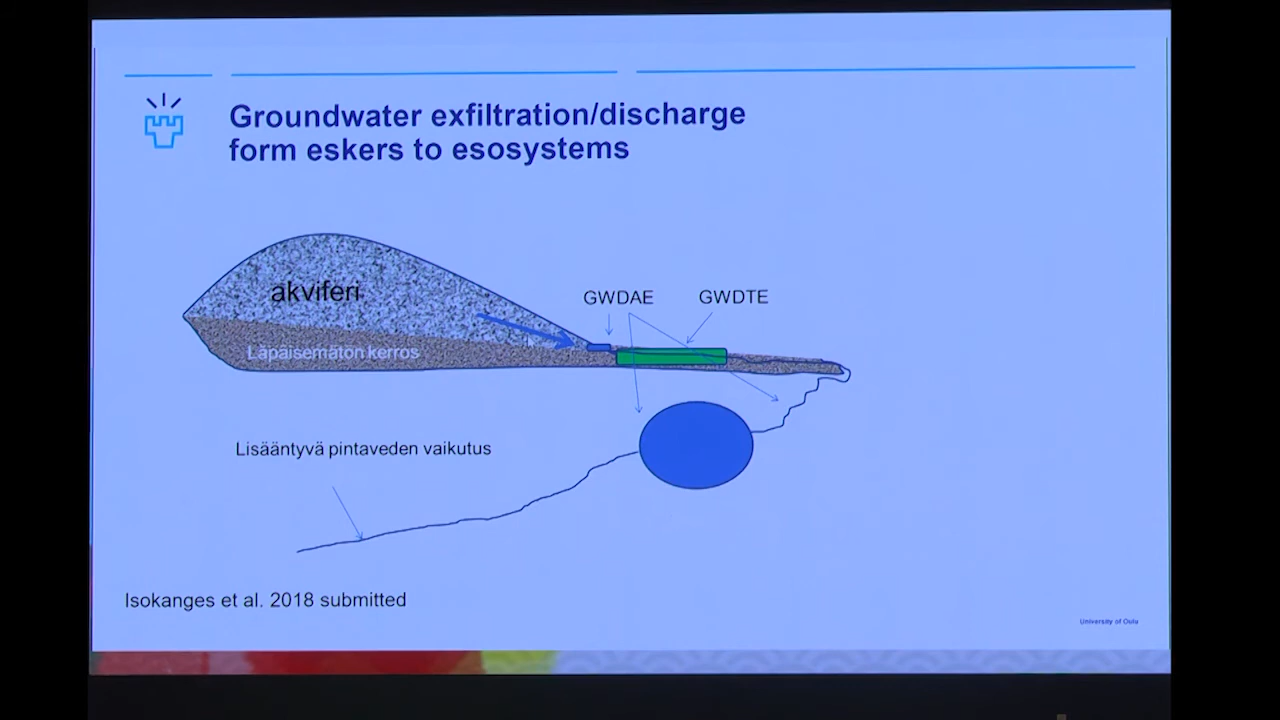 Groundwater exfiltration/discharge
form eskers to esosystems
akviferi
GWDAE
GWDTE
Läpäisemätön kerros
Lisääntyvä pintaveden vaikutus
Isokanges et al. 2018 submitted
University of Oulu